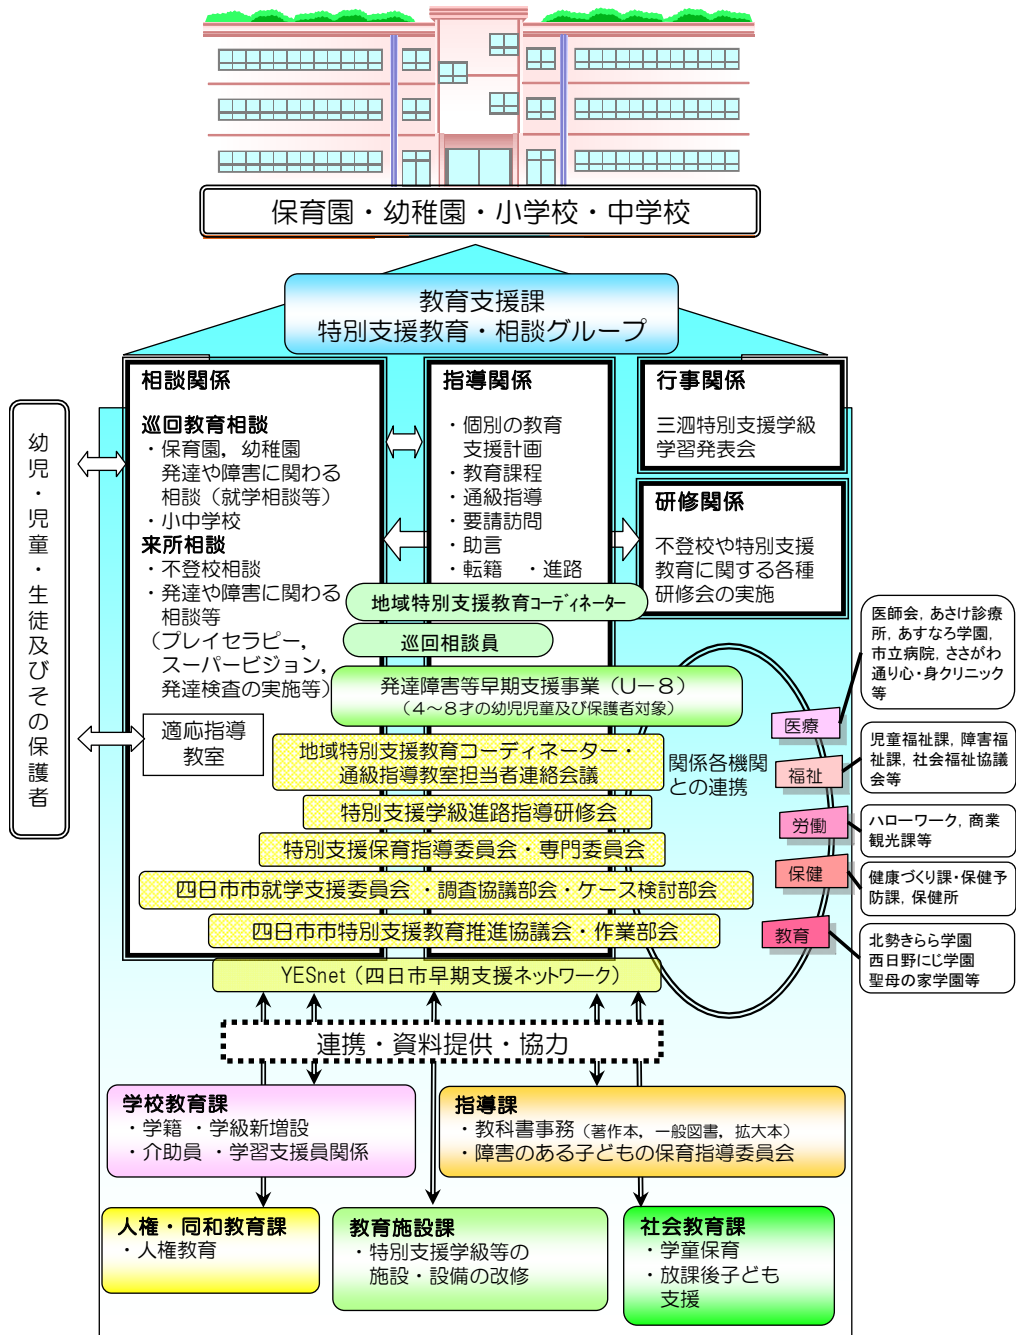 保育園・幼稚園・小学校・中学校
教育支援課
特別支援教育・相談グループ
幼児・児童・生徒及びその保護者
相談関係
巡回教育相談
・保育園，幼稚園
発達や障害に関わる
相談（就学相談等）
・小中学校
来所相談
・不登校相談
・発達や障害に関わる
相談等
（プレイセラピー，
スーパービジョン，
発達検査の実施等）
適応指導
教室
指導関係
・個別の教育
支援計画
・教育課程
・通級指導
・要請訪問
・助言
・転籍　・進路
行事関係
三泗特別支援学級
学習発表会
研修関係
不登校や特別支援
教育に関する各種
研修会の実施
地域特別支援教育コーディネーター
巡回相談員
発達障害等早期支援事業（U－8）
（４～８才の幼児児童及び保護者対象）
地域特別支援教育コーディネーター・
通級指導教室担当者連絡会議
特別支援学級進路指導研修会
特別支援保育指導委員会・専門委員会
四日市市就学支援委員会 ・調査協議部会・ケース検討部会
四日市市特別支援教育推進協議会・作業部会
YESnet（四日市早期支援ネットワーク）
関係各機関
との連携
医療
医師会，あさけ診療
所，あすなろ学園，
市立病院，ささがわ
通り心・身クリニック
等
福祉
児童福祉課，障害福
祉課，社会福祉協議
会等
労働
ハローワーク，商業
観光課等
保健
健康づくり課・保健予
防課，保健所
教育
北勢きらら学園
西日野にじ学園
聖母の家学園等
連携・資料提供・協力
学校教育課
・学籍 ・学級新増設
・介助員 ・学習支援員関係
指導課
・教科書事務（著作本，一般図書，拡大本）
・障害のある子どもの保育指導委員会
人権・同和教育課
・人権教育
教育施設課
・特別支援学級等の
施設・設備の改修
社会教育課
・学童保育
・放課後子ども
支援